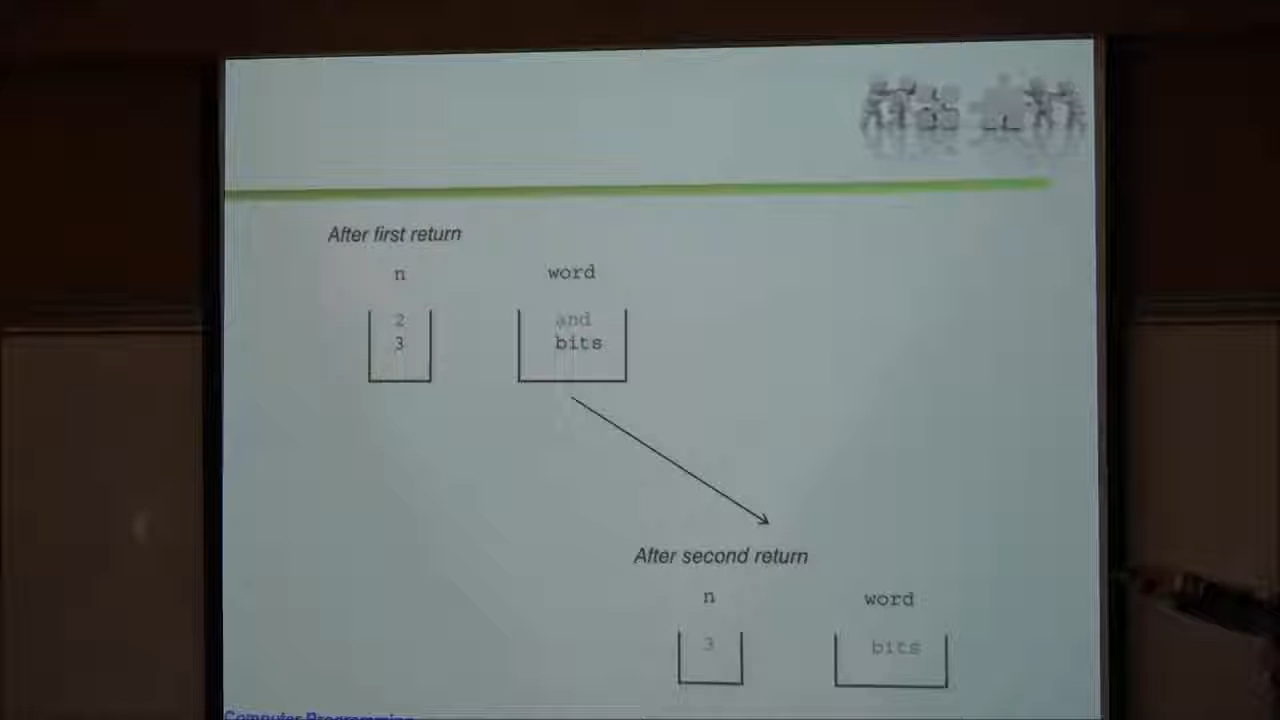 After first return
n word
2 and
3 bits
After second return
n word
3 bits
Computer Programming